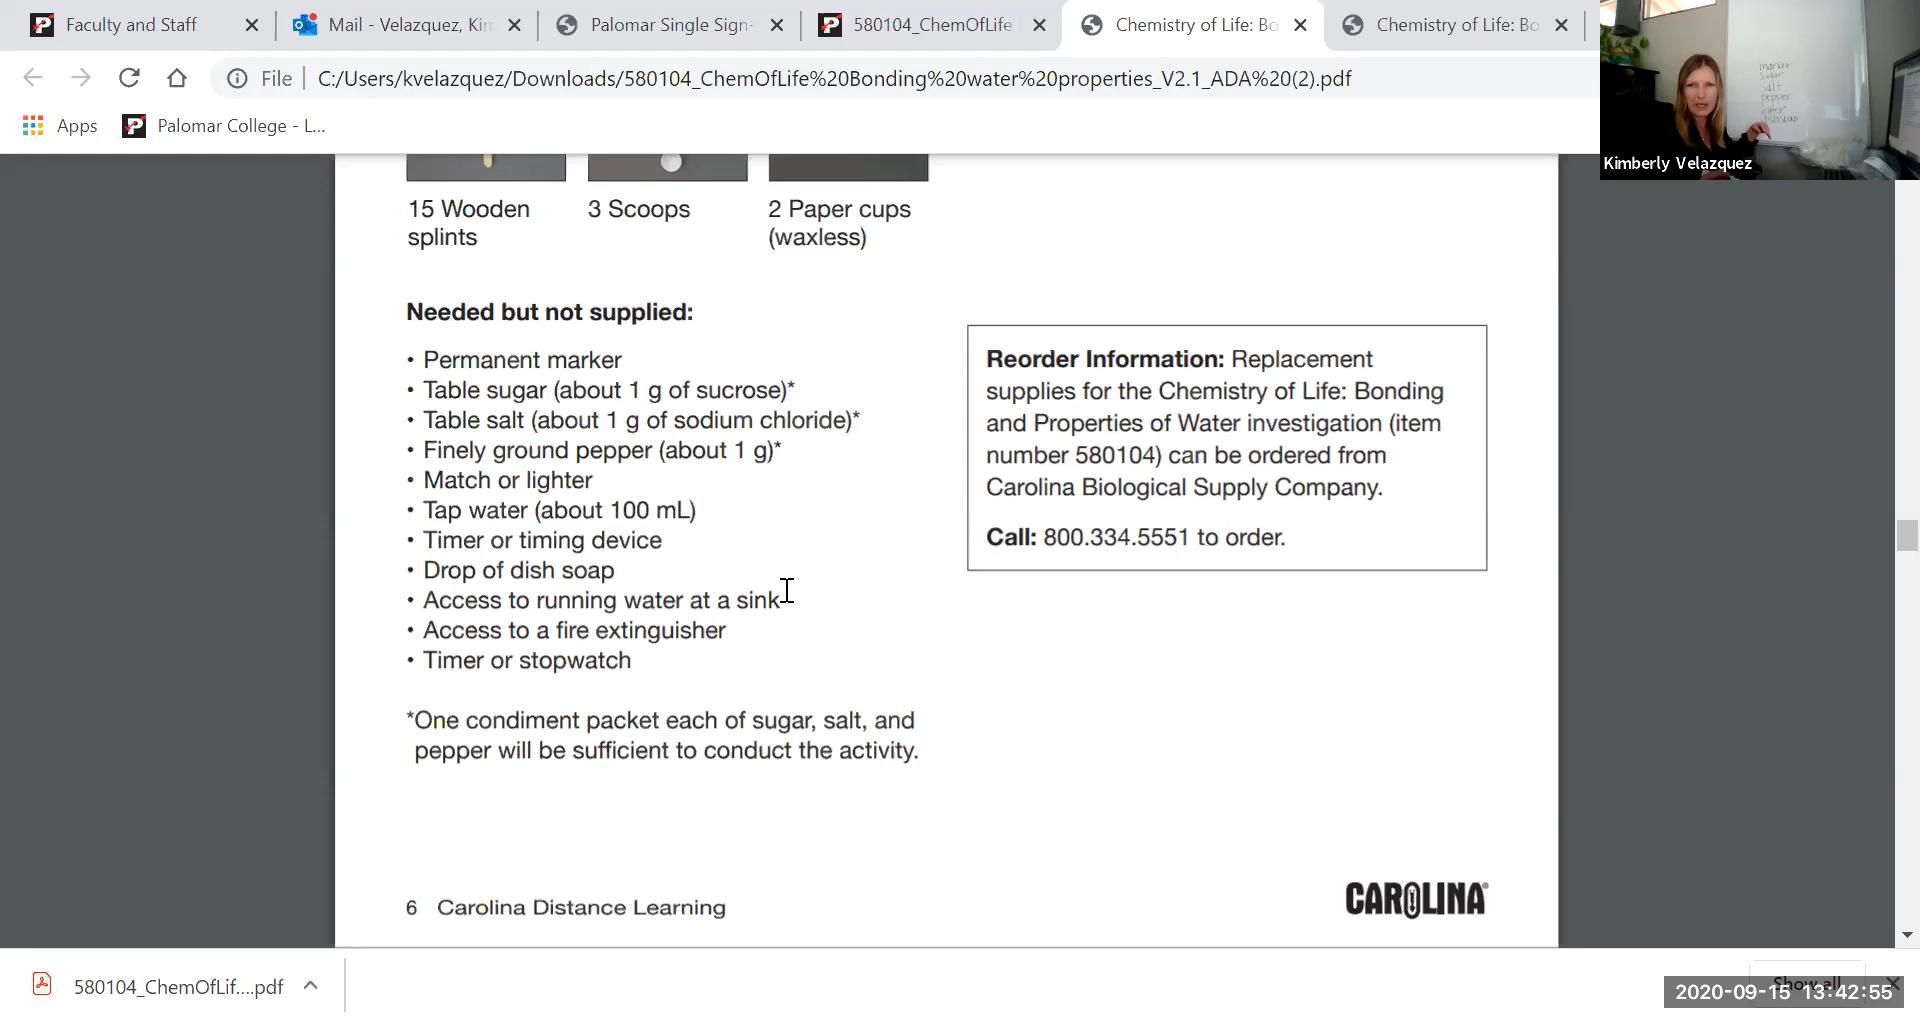 Faculty and Staff
Mail - Velazquez, Kim
Palomar Single Sign-
580104_ChemOfLife
Chemistry of Life: Bo
Chemistry of Life: Bo
File
C:/Users/kvelazquez/Downloads/580104_ChemOfLife%20Bonding%20water%20properties_V2.1_ADA%20(2).pdf
Apps
Palomar College - L...
marker
sugar
salt
pepper
water
dishsoap
Kimberly Velazquez
15 Wooden
splints
3 Scoops
2 Paper cups
(waxless)
Needed but not supplied:
• Permanent marker
• Table sugar (about 1 g of sucrose)*
• Table salt (about 1 g of sodium chloride)*
• Finely ground pepper (about 1 g)*
• Match or lighter
• Tap water (about 100 mL)
• Timer or timing device
• Drop of dish soap
• Access to running water at a sink
• Access to a fire extinguisher
• Timer or stopwatch
*One condiment packet each of sugar, salt, and
pepper will be sufficient to conduct the activity.
Reorder Information: Replacement
supplies for the Chemistry of Life: Bonding
and Properties of Water investigation (item
number 580104) can be ordered from
Carolina Biological Supply Company.
Call: 800.334.5551 to order.
6 Carolina Distance Learning
CAROLINA®
580104_ChemOfLif....pdf
Show all
2020-09-15 13:42:55